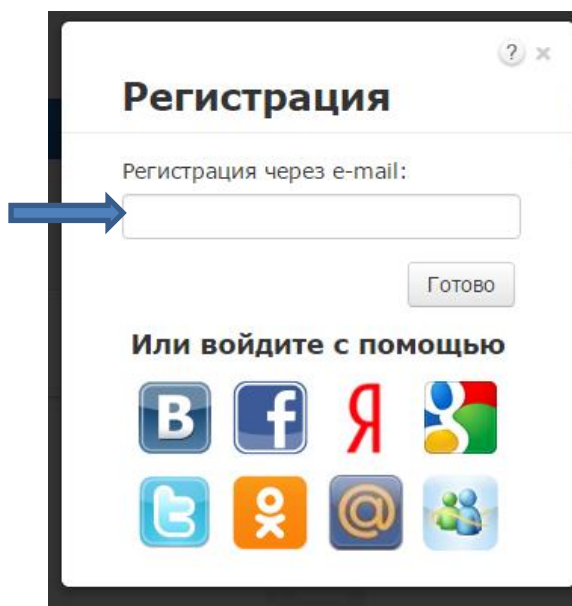 ?
Регистрация
Регистрация через e-mail:
Готово
Или войдите с помощью
В f Я g
t @